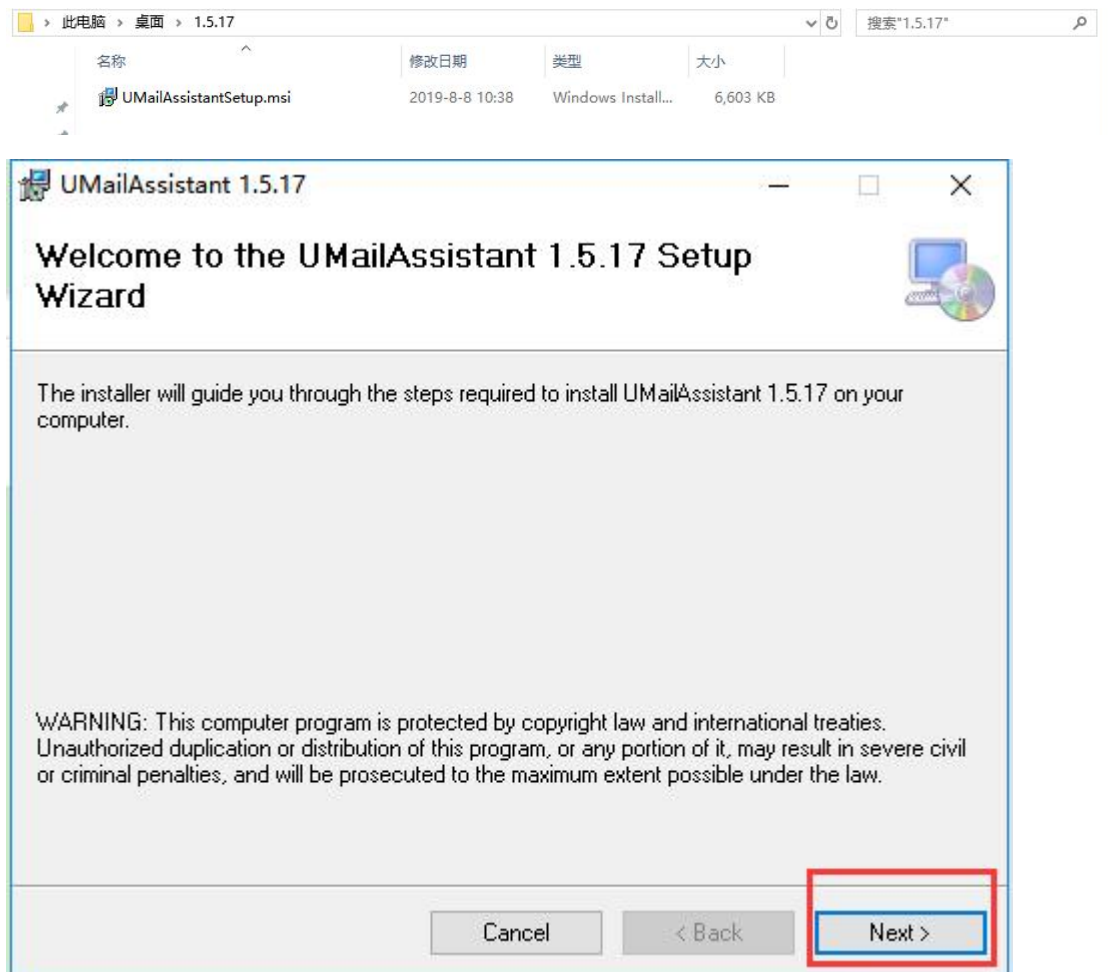 此电脑 › 桌面 › 1.5.17 搜索"1.5.17"
名称 修改日期 类型 大小
UMailAssistantSetup.msi 2019-8-8 10:38 Windows Install... 6,603 KB
UMailAssistant 1.5.17
Welcome to the UMailAssistant 1.5.17 Setup
Wizard
The installer will guide you through the steps required to install UMailAssistant 1.5.17 on your
computer.
WARNING: This computer program is protected by copyright law and international treaties.
Unauthorized duplication or distribution of this program, or any portion of it, may result in severe civil
or criminal penalties, and will be prosecuted to the maximum extent possible under the law.
Cancel < Back Next >